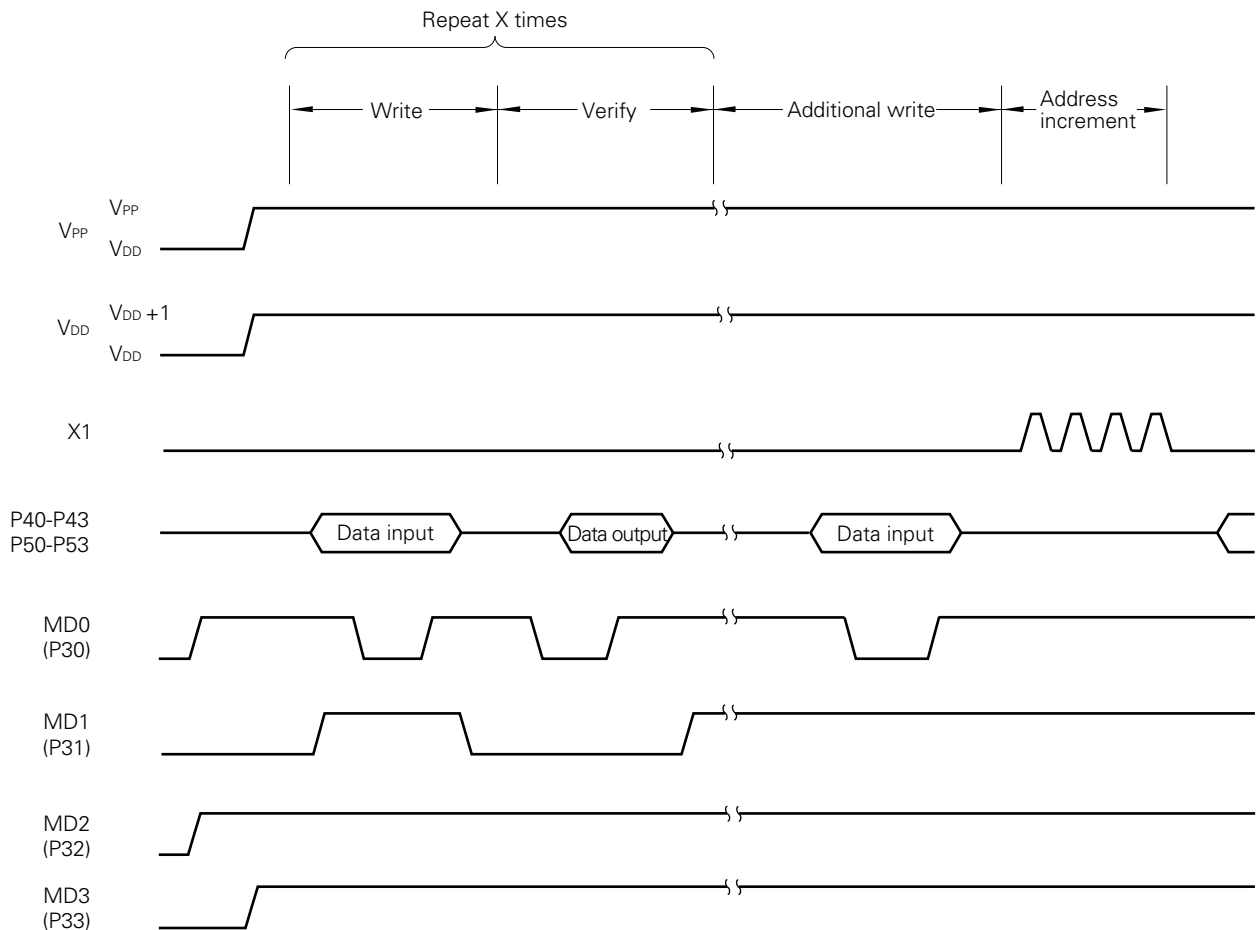 Repeat X times
Write
Verify
Additional write
Address
increment
VPP
VPP
VDD
VDD +1
VDD
VDD
X1
P40-P43
P50-P53
Data input
Data output
Data input
MD0
(P30)
MD1
(P31)
MD2
(P32)
MD3
(P33)